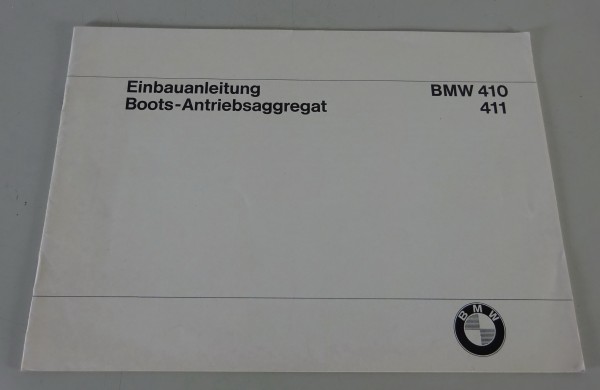 Einbauanleitung BMW 410
Boots-Antriebsaggregat 411
BMW